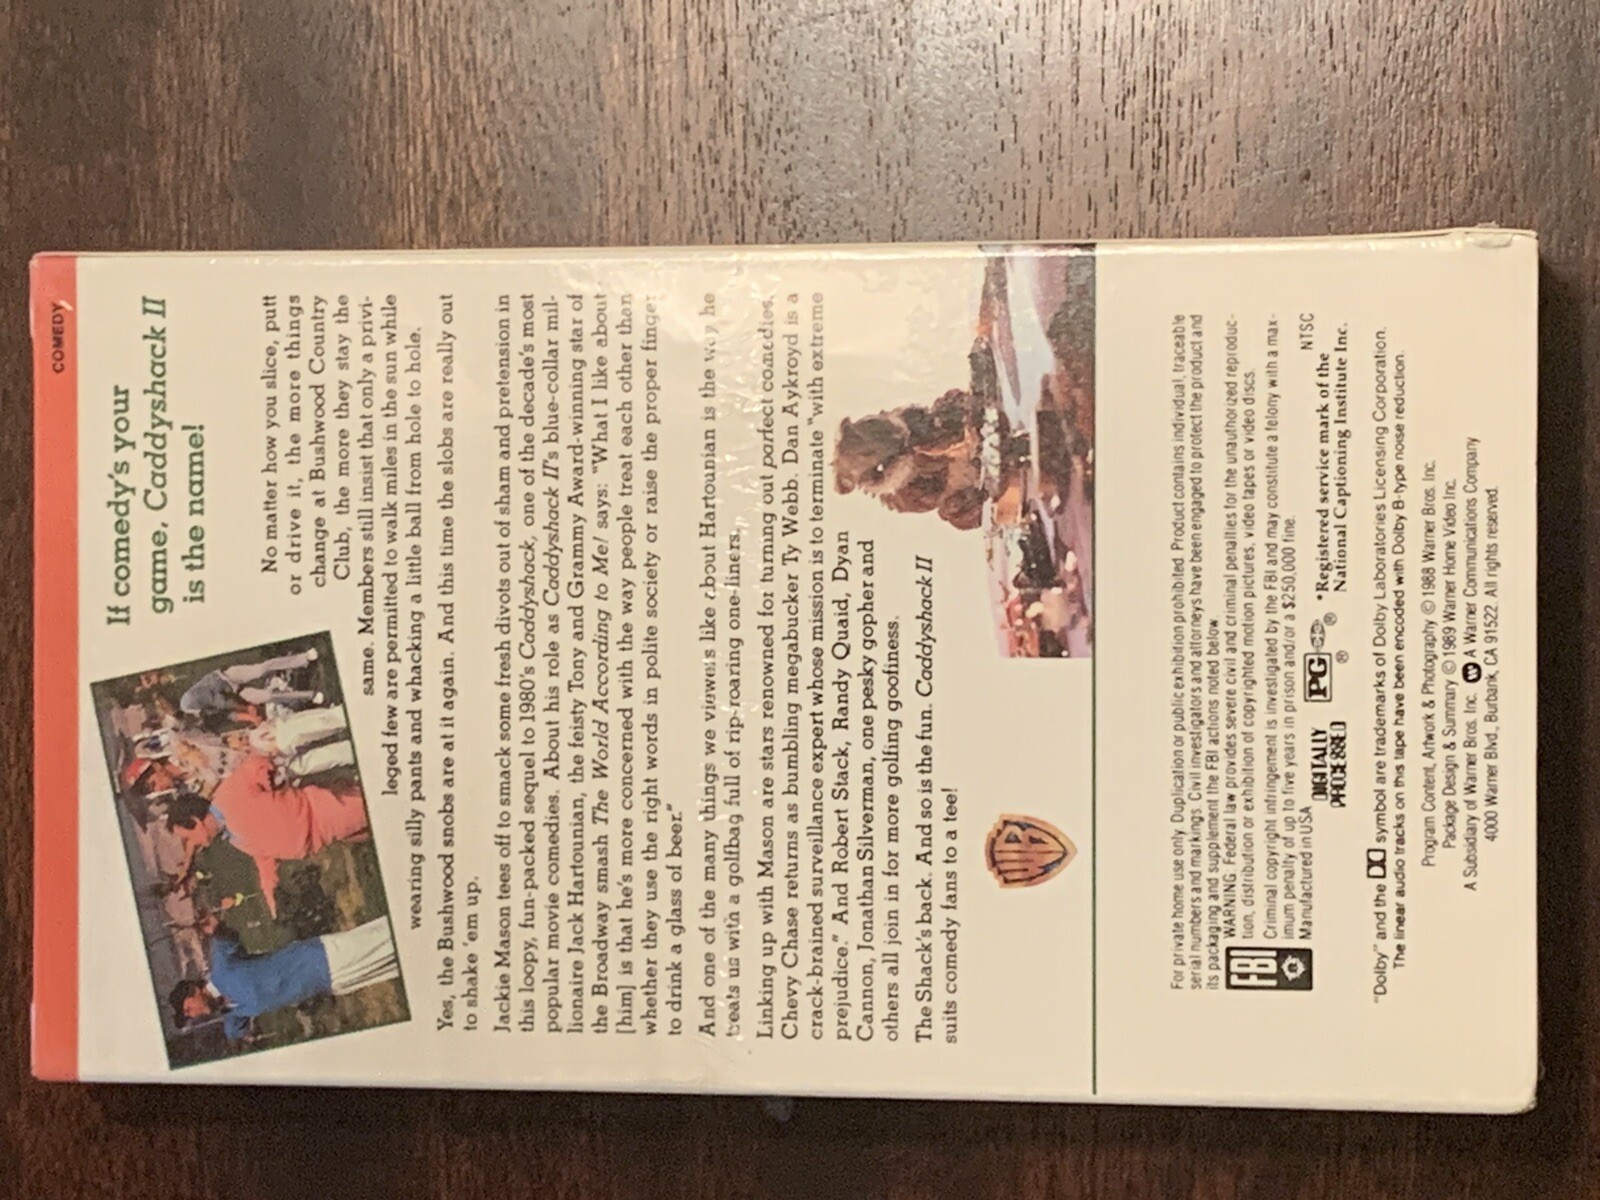 COMEDY
If comedy's your
game, Caddyshack II
is the name!
No matter how you slice, putt
or drive it, the more things
change at Bushwood Country
Club, the more they stay the
same. Members still insist that only a privi-
leged few are permitted to walk miles in the sun while
wearing silly pants and whacking a little ball from hole to hole.
Yes, the Bushwood snobs are at it again. And this time the slobs are really out
to shake 'em up.
Jackie Mason tees off to smack some fresh divots out of sham and pretension in
this loopy, fun-packed sequel to 1980's Caddyshack, one of the decade's most
popular movie comedies. About his role as Caddyshack II's blue-collar mil-
lionaire Jack Hartounian, the feisty Tony and Grammy Award-winning star of
the Broadway smash The World According to Me! says: "What I like about
[him] is that he's more concerned with the way people treat each other than
whether they use the right words in polite society or raise the proper finger
to drink a glass of beer."
And one of the many things we viewers like about Hartounian is the way he
treats us with a golfbag full of rip-roaring one-liners.
Linking up with Mason are stars renowned for turning out parfect comedies.
Chevy Chase returns as bumbling megabucker Ty Webb. Dan Aykroyd is a
crack-brained surveillance expert whose mission is to terminate "with extreme
prejudice." And Robert Stack, Randy Quaid, Dyan
Cannon, Jonathan Silverman, one pesky gopher and
others all join in for more golfing goofiness.
The Shack's back. And so is the fun. Caddyshack II
suits comedy fans to a tee!
WB
For private home use only. Duplication or public exhibition prohibited. Product contains individual, traceable
serial numbers and markings. Civil investigators and attorneys have been engaged to protect the product and
its packaging and supplement the FBI actions noted below.
FBI
WARNING: Federal law provides severe civil and criminal penalties for the unauthorized reproduc-
tion, distribution or exhibition of copyrighted motion pictures, video tapes or video discs.
Criminal copyright infringement is investigated by the FBI and may constitute a felony with a max-
imum penalty of up to five years in prison and/or a $250,000 fine.
Manufactured in USA
NTSC
DIGITALLY
PROCESSED
PG
®
®
*Registered service mark of the
National Captioning Institute Inc.
"Dolby" and the symbol are trademarks of Dolby Laboratories Licensing Corporation.
The linear audio tracks on this tape have been encoded with Dolby B-type noise reduction.
Program Content, Artwork & Photography © 1988 Warner Bros. Inc.
Package Design & Summary © 1989 Warner Home Video Inc.
A Subsidiary of Warner Bros. Inc. A Warner Communications Company
4000 Warner Blvd., Burbank, CA 91522. All rights reserved.